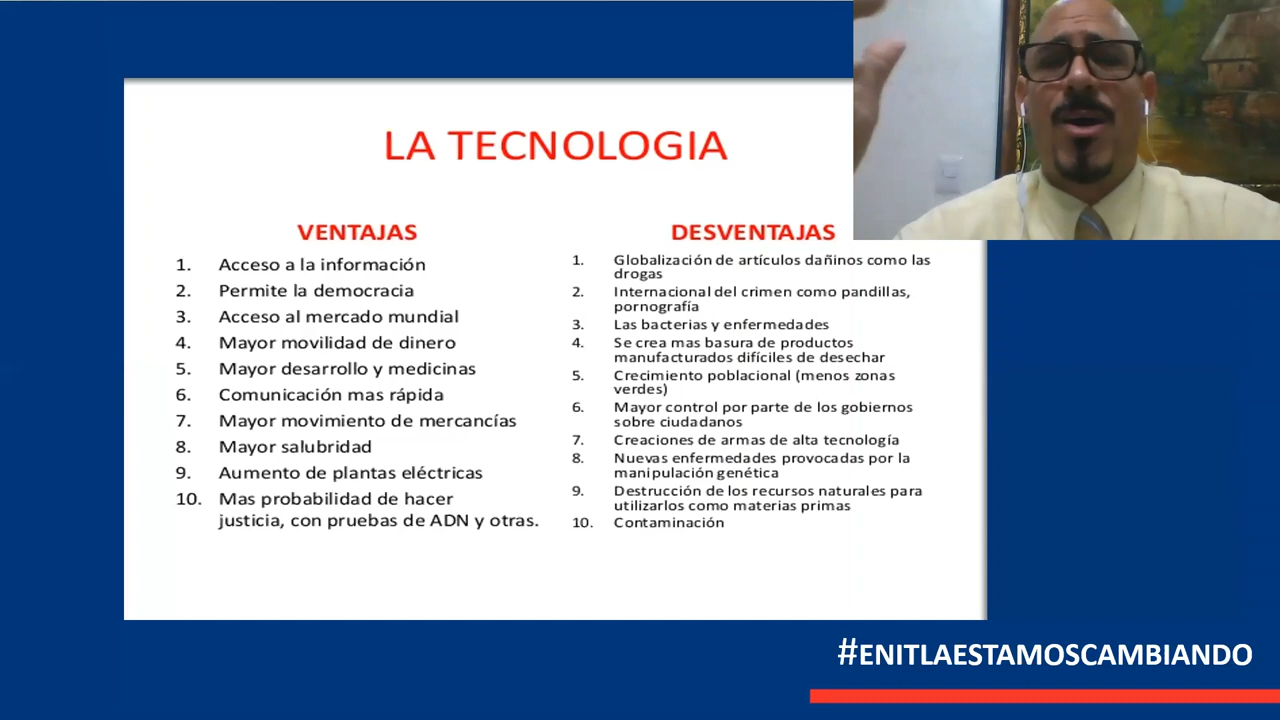 LA TECNOLOGIA
VENTAJAS
1. Acceso a la información
2. Permite la democracia
3. Acceso al mercado mundial
4. Mayor movilidad de dinero
5. Mayor desarrollo y medicinas
6. Comunicación mas rápida
7. Mayor movimiento de mercancías
8. Mayor salubridad
9. Aumento de plantas eléctricas
10. Mas probabilidad de hacer
justicia, con pruebas de ADN y otras.
DESVENTAJAS
1. Globalización de artículos dañinos como las
drogas
2. Internacional del crimen como pandillas,
pornografía
3. Las bacterias y enfermedades
4. Se crea mas basura de productos
manufacturados difíciles de desechar
5. Crecimiento poblacional (menos zonas
verdes)
6. Mayor control por parte de los gobiernos
sobre ciudadanos
7. Creaciones de armas de alta tecnología
8. Nuevas enfermedades provocadas por la
manipulación genética
9. Destrucción de los recursos naturales para
utilizarlos como materias primas
10. Contaminación
#ENITLAESTAMOSCAMBIANDO